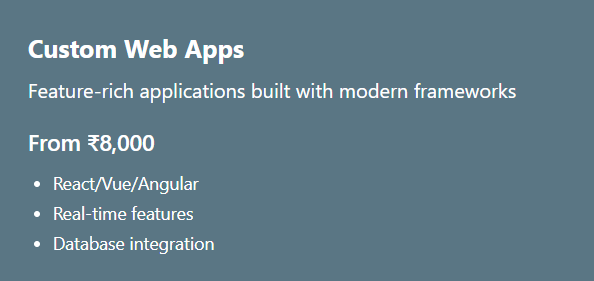 Custom Web Apps
Feature-rich applications built with modern frameworks
From ₹8,000
• React/Vue/Angular
• Real-time features
• Database integration